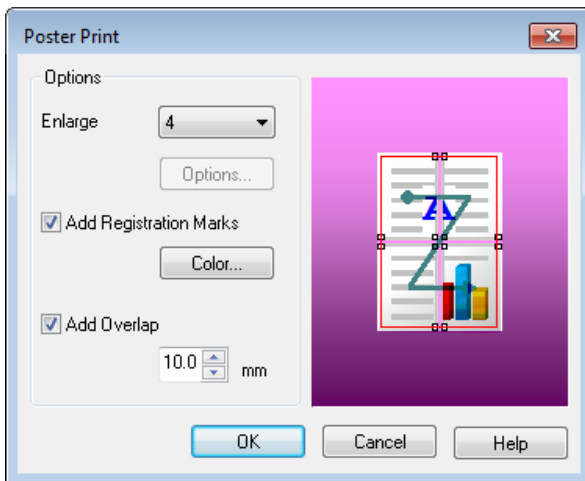 Poster Print
Options
Enlarge
4
Options...
Add Registration Marks
Color...
Add Overlap
10.0 mm
A
OK Cancel Help